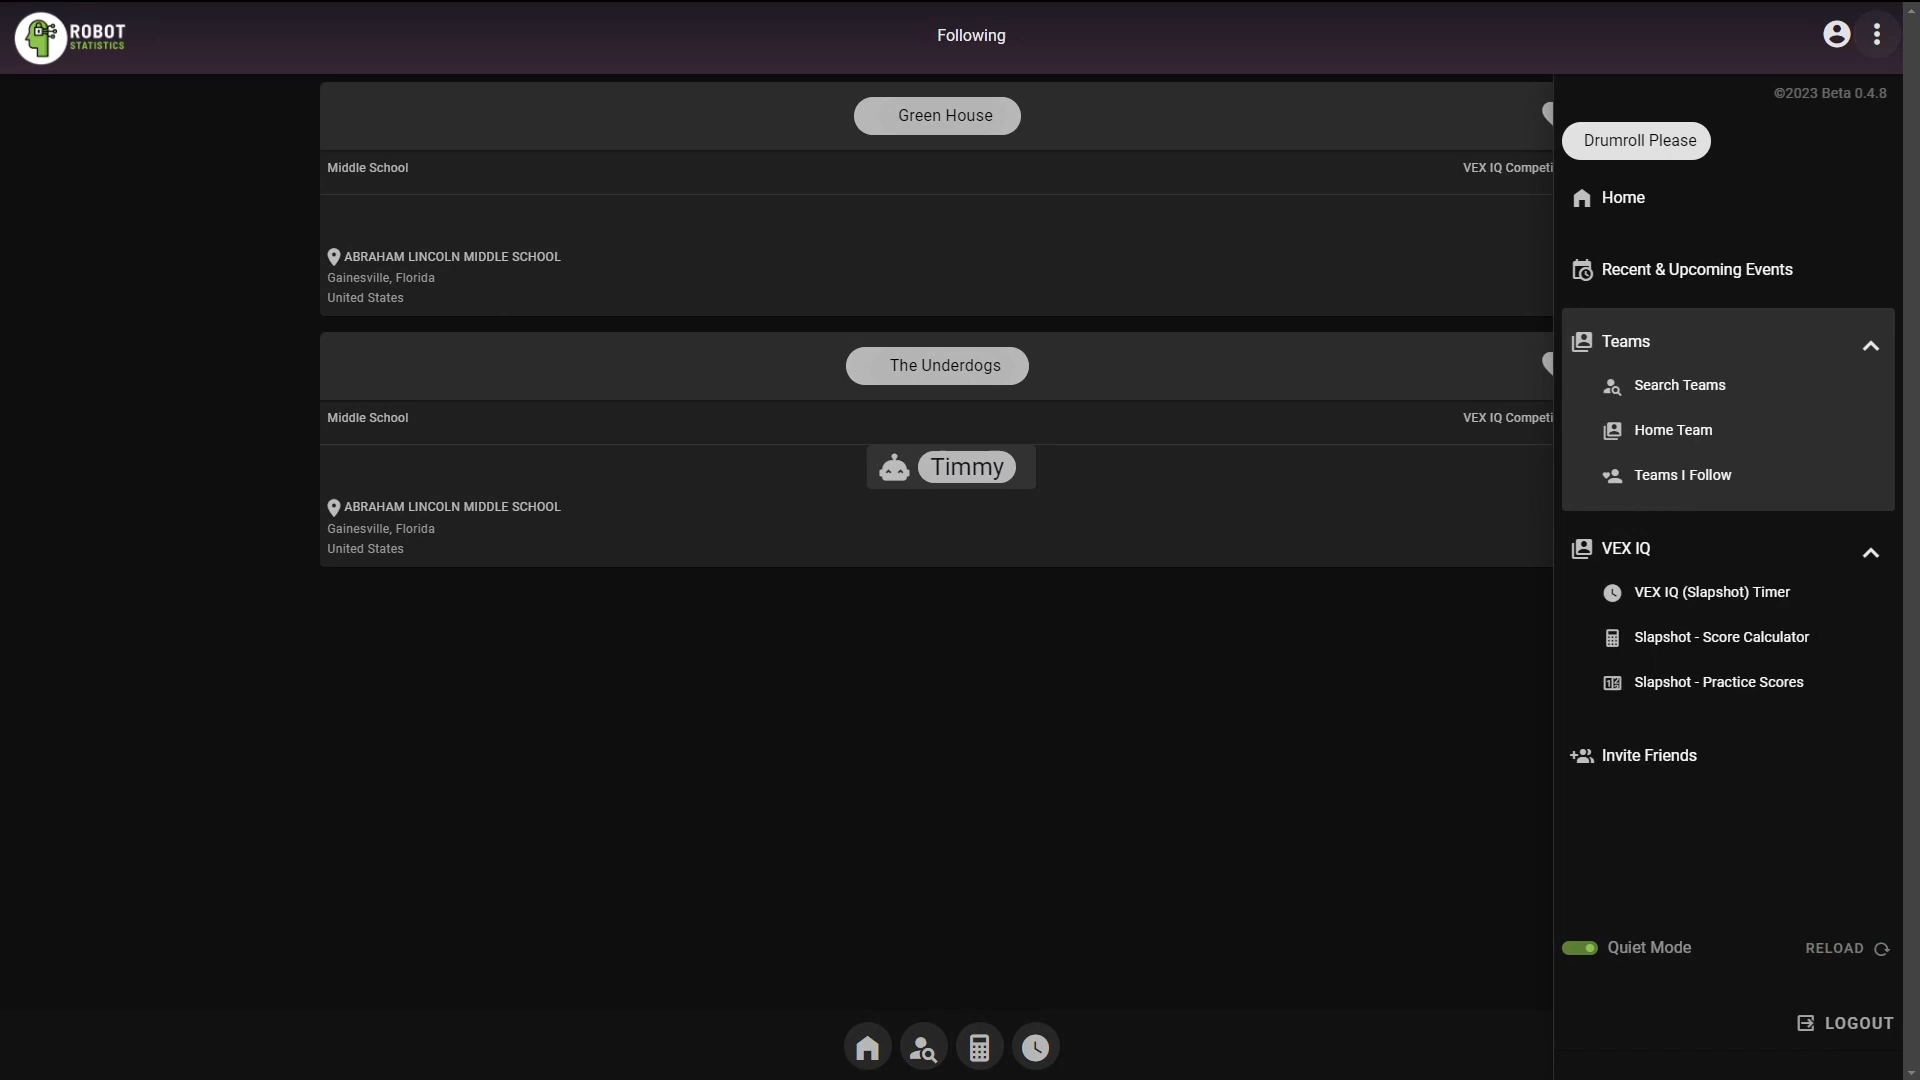 ROBOT
STATISTICS
Following
©2023 Beta 0.4.8
Green House
Middle School
VEX IQ Competi
ABRAHAM LINCOLN MIDDLE SCHOOL
Gainesville, Florida
United States
The Underdogs
Middle School
VEX IQ Competi
Timmy
ABRAHAM LINCOLN MIDDLE SCHOOL
Gainesville, Florida
United States
Drumroll Please
Home
Recent & Upcoming Events
Teams
Search Teams
Home Team
Teams I Follow
VEX IQ
VEX IQ (Slapshot) Timer
Slapshot - Score Calculator
Slapshot - Practice Scores
Invite Friends
Quiet Mode
RELOAD
LOGOUT